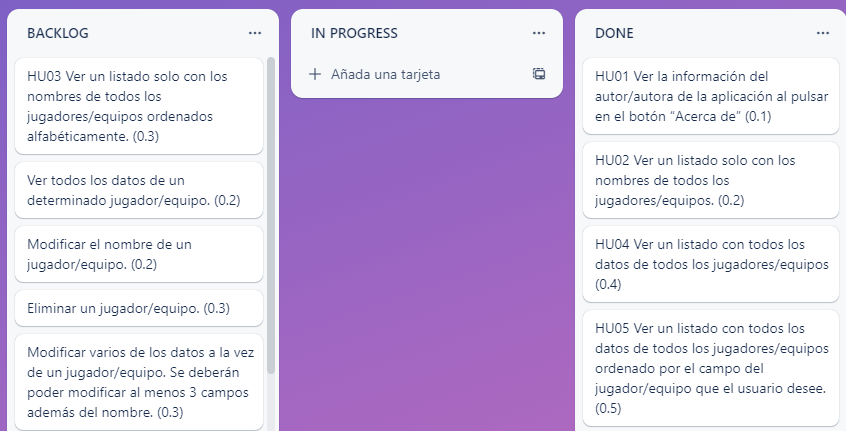 BACKLOG
HU03 Ver un listado solo con los
nombres de todos los
jugadores/equipos ordenados
alfabéticamente. (0.3)
Ver todos los datos de un
determinado jugador/equipo. (0.2)
Modificar el nombre de un
jugador/equipo. (0.2)
Eliminar un jugador/equipo. (0.3)
Modificar varios de los datos a la vez
de un jugador/equipo. Se deberán
poder modificar al menos 3 campos
además del nombre. (0.3)
IN PROGRESS
Añada una tarjeta
DONE
HU01 Ver la información del
autor/autora de la aplicación al pulsar
en el botón “Acerca de” (0.1)
HU02 Ver un listado solo con los
nombres de todos los
jugadores/equipos. (0.2)
HU04 Ver un listado con todos los
datos de todos los jugadores/equipos
(0.4)
HU05 Ver un listado con todos los
datos de todos los jugadores/equipos
ordenado por el campo del
jugador/equipo que el usuario desee.
(0.5)